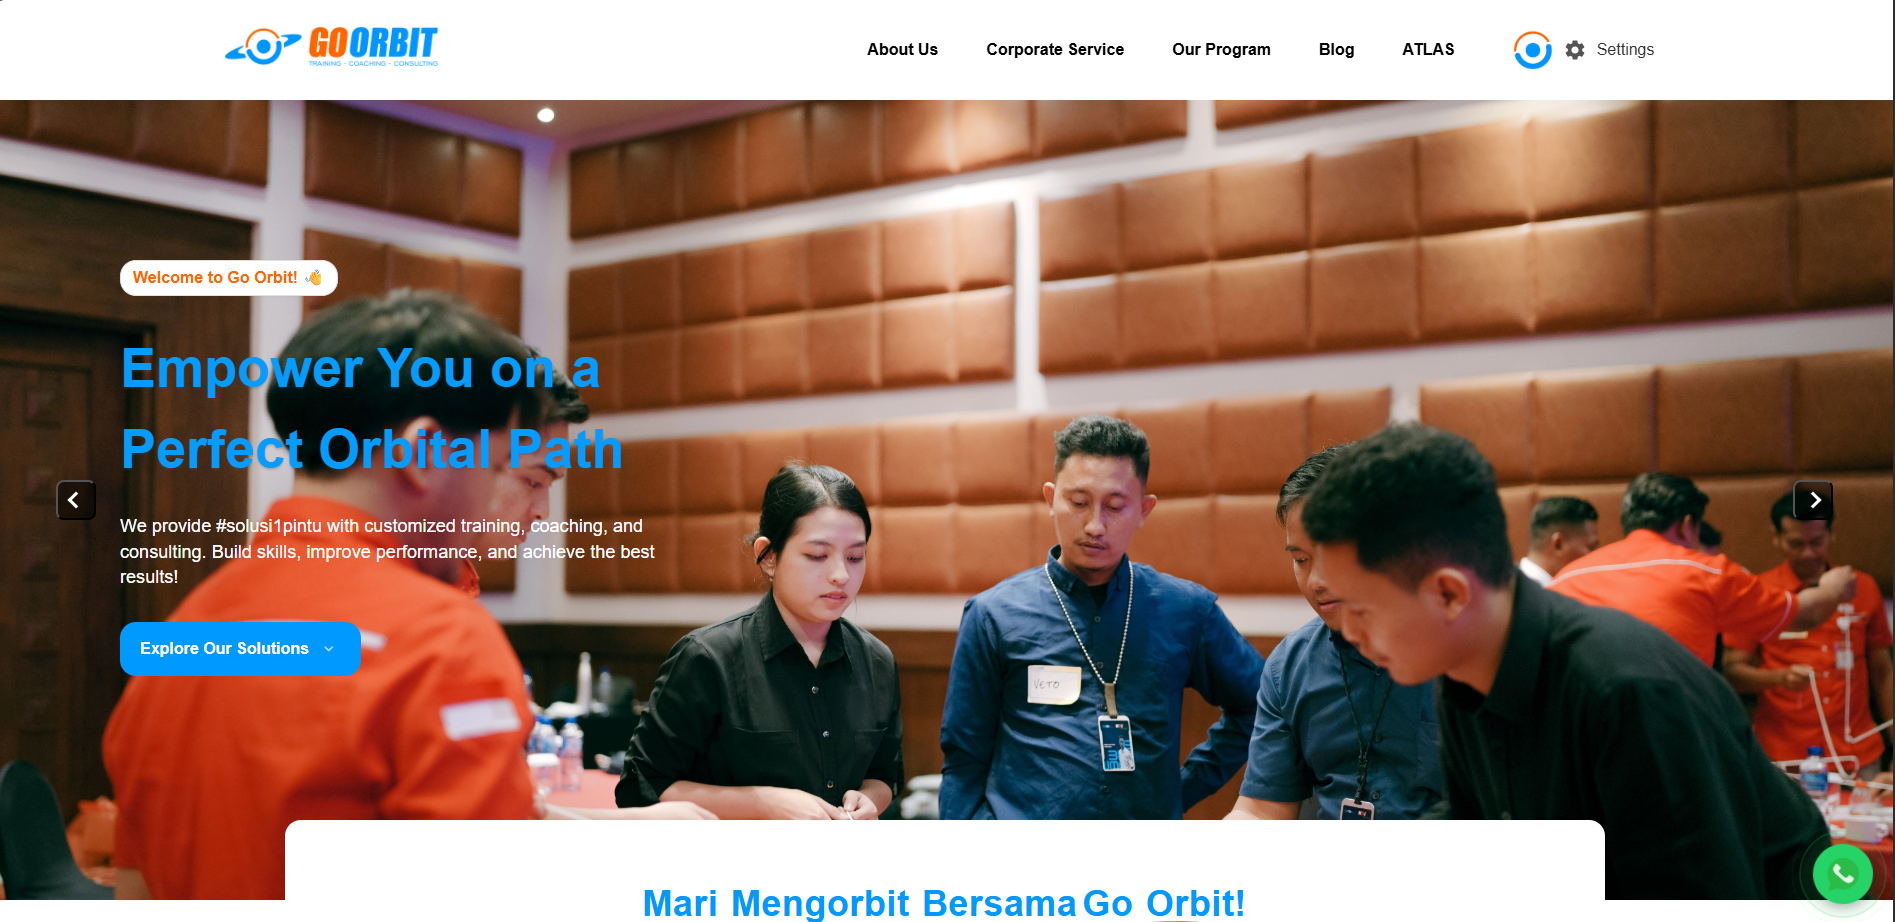 GOORBIT
TRAINING - COACHING - CONSULTING
About Us
Corporate Service
Our Program
Blog
ATLAS
Settings
Welcome to Go Orbit! 👋
Empower You on a
Perfect Orbital Path
We provide #solusi1pintu with customized training, coaching, and
consulting. Build skills, improve performance, and achieve the best
results!
Explore Our Solutions
VETO
Mari Mengorbit Bersama Go Orbit!